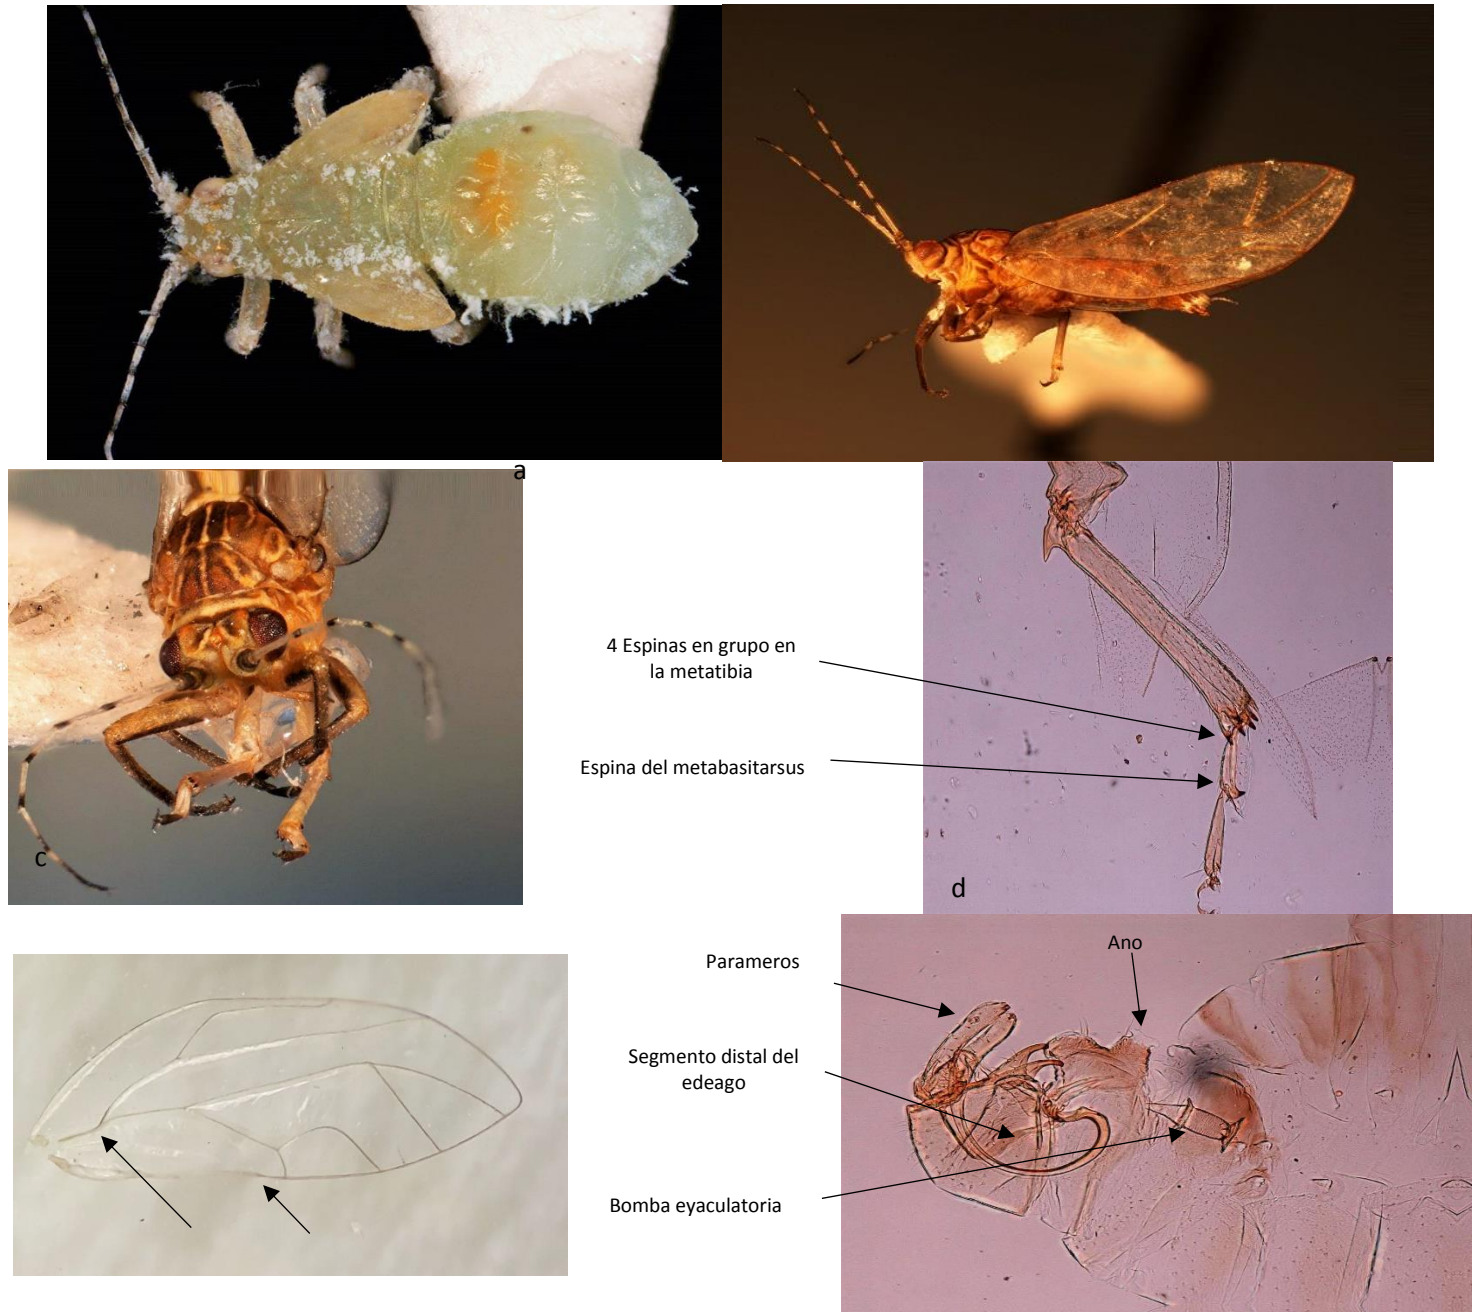 a
4 Espinas en grupo en
la metatibia
Espina del metabasitarsus
c
d
Parameros
Ano
Segmento distal del
edeago
Bomba eyaculatoria